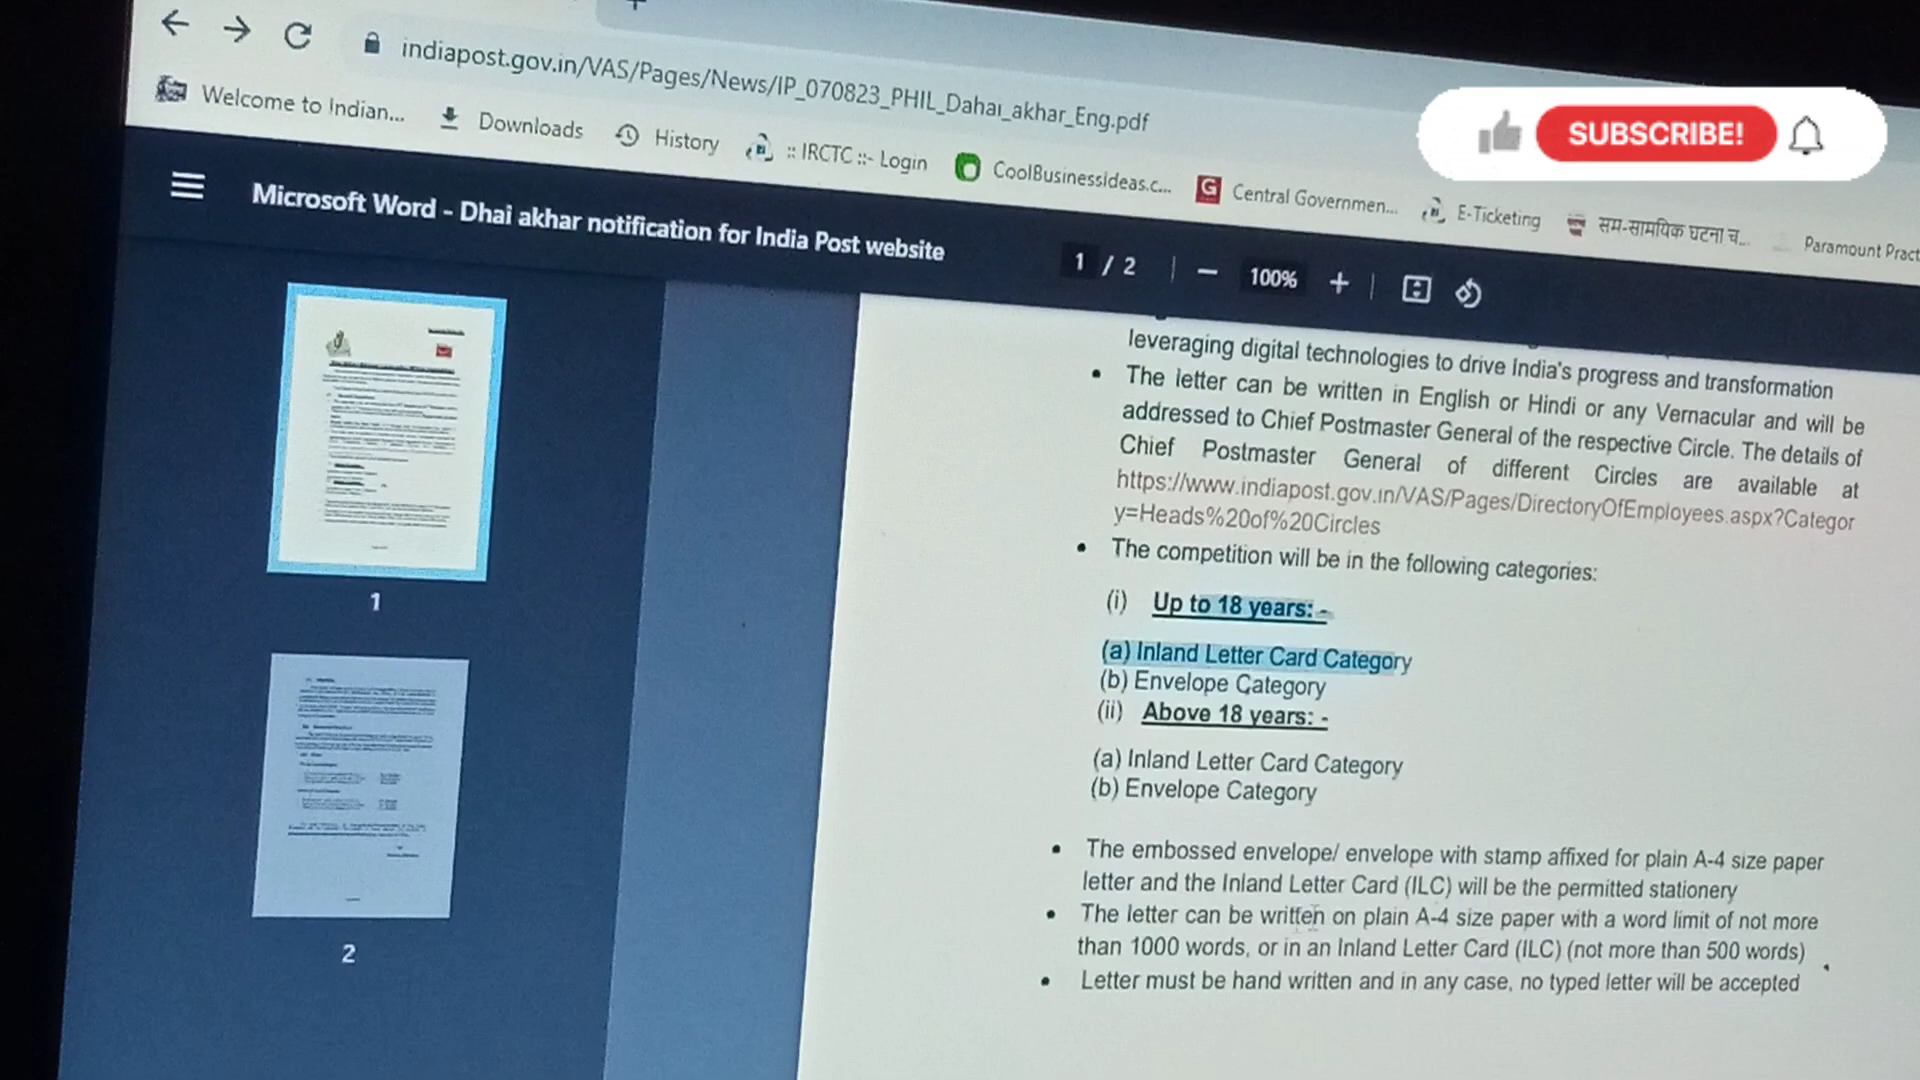 indiapost.gov.in/VAS/Pages/News/IP_070823_PHIL_Dahai_akhar_Eng.pdf
Welcome to Indian...
Downloads
History
:: IRCTC ::- Login
CoolBusinessIdeas.c...
Central Governmen...
E-Ticketing
सम-सामयिक घटना च...
Paramount Pract
SUBSCRIBE!
Microsoft Word - Dhai akhar notification for India Post website
1 / 2
100%
1
2
leveraging digital technologies to drive India's progress and transformation
• The letter can be written in English or Hindi or any Vernacular and will be
addressed to Chief Postmaster General of the respective Circle. The details of
Chief Postmaster General of different Circles are available at
https://www.indiapost.gov.in/VAS/Pages/DirectoryOfEmployees.aspx?Categor
y=Heads%20of%20Circles
• The competition will be in the following categories:
(i) Up to 18 years: -
(a) Inland Letter Card Category
(b) Envelope Category
(ii) Above 18 years: -
(a) Inland Letter Card Category
(b) Envelope Category
• The embossed envelope/ envelope with stamp affixed for plain A-4 size paper
letter and the Inland Letter Card (ILC) will be the permitted stationery
• The letter can be written on plain A-4 size paper with a word limit of not more
than 1000 words, or in an Inland Letter Card (ILC) (not more than 500 words)
• Letter must be hand written and in any case, no typed letter will be accepted